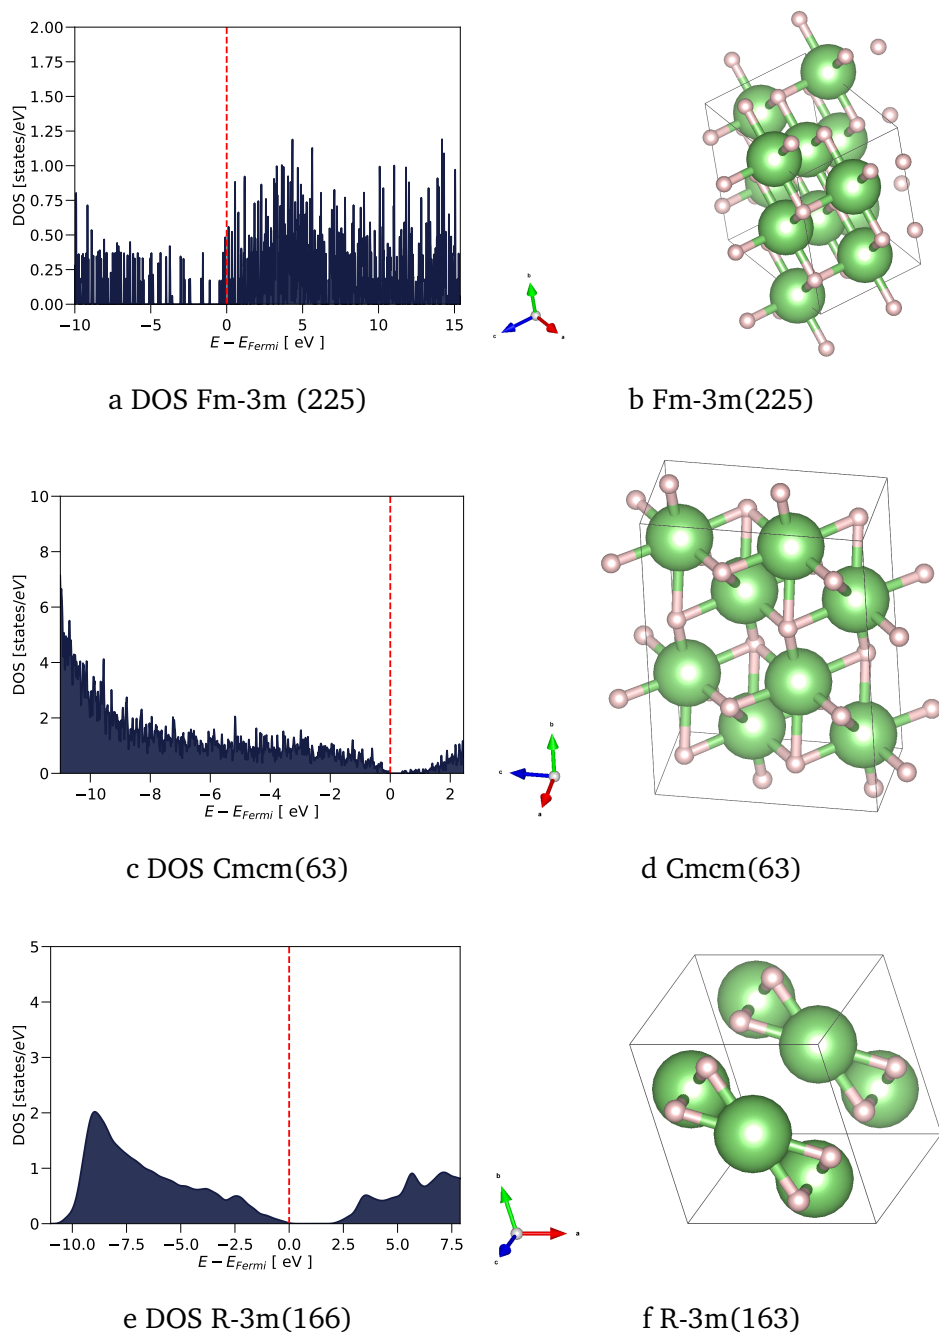 2.00
1.75
1.50
1.25
1.00
0.75
0.50
0.25
0.00
DOS [states/eV]
−10 −5 0 5 10 15
E − E_Fermi [ eV ]
b
c
a
a DOS Fm-3m (225)
b Fm-3m(225)
10
8
6
4
2
0
DOS [states/eV]
−10 −8 −6 −4 −2 0 2
E − E_Fermi [ eV ]
b
c
a
c DOS Cmcm(63)
d Cmcm(63)
5
4
3
2
1
0
DOS [states/eV]
−10.0 −7.5 −5.0 −2.5 0.0 2.5 5.0 7.5
E − E_Fermi [ eV ]
b
a
c
e DOS R-3m(166)
f R-3m(163)